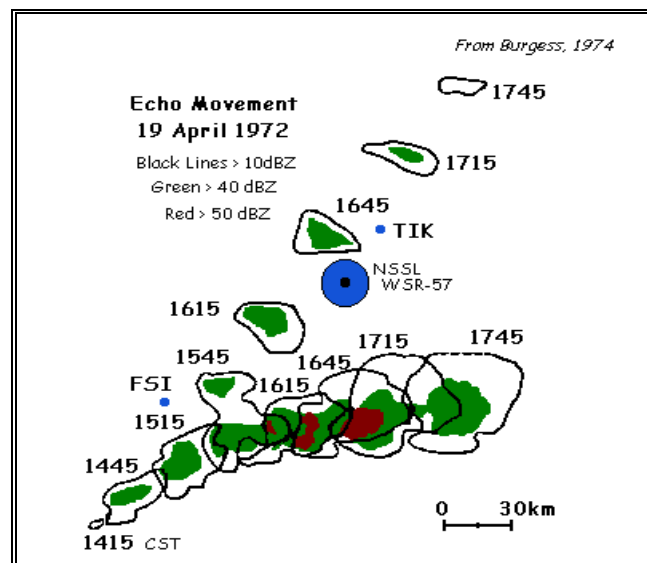 From Burgess, 1974
1745
Echo Movement
19 April 1972
Black Lines > 10dBZ
Green > 40 dBZ
Red > 50 dBZ
1715
1645
TIK
NSSL
WSR-57
1615
1715
1745
1545
1645
FSI
1615
1515
1445
0 30km
1415 CST